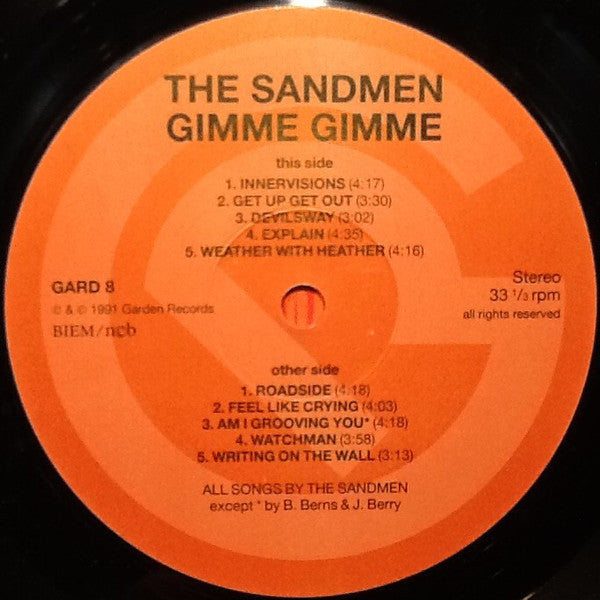 THE SANDMEN
GIMME GIMME
this side
1. INNERVISIONS (4:17)
2. GET UP GET OUT (3:30)
3. DEVILSWAY (3:02)
4. EXPLAIN (4:35)
5. WEATHER WITH HEATHER (4:16)
GARD 8
℗ & © 1991 Garden Records
BIEM/ncb
Stereo
33 1/3 rpm
all rights reserved
other side
1. ROADSIDE (4:18)
2. FEEL LIKE CRYING (4:03)
3. AM I GROOVING YOU* (4:18)
4. WATCHMAN (3:58)
5. WRITING ON THE WALL (3:13)
ALL SONGS BY THE SANDMEN
except * by B. Berns & J. Berry